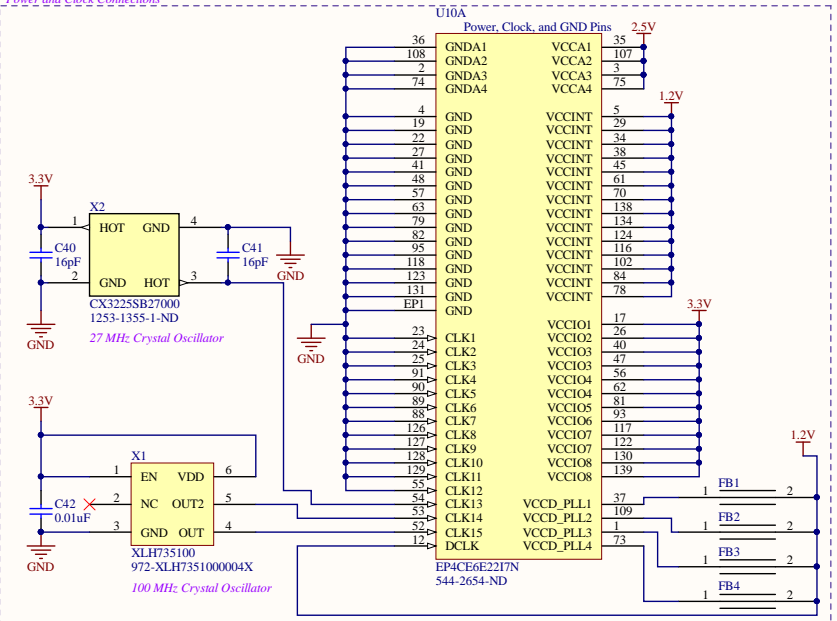 Power and Clock Connections
U10A
Power, Clock, and GND Pins
36 GNDA1 VCCA1 35 2.5V
108 GNDA2 VCCA2 107
2 GNDA3 VCCA3 3
74 GNDA4 VCCA4 75
1.2V
4 GND VCCINT 5
19 GND VCCINT 29
22 GND VCCINT 34
27 GND VCCINT 38
41 GND VCCINT 45
48 GND VCCINT 61
57 GND VCCINT 70
63 GND VCCINT 138
79 GND VCCINT 134
82 GND VCCINT 124
95 GND VCCINT 116
118 GND VCCINT 102
123 GND VCCINT 84
131 GND VCCINT 78
EP1 GND
3.3V
VCCIO1 17
VCCIO2 26
VCCIO3 40
VCCIO3 47
VCCIO4 56
VCCIO4 62
VCCIO5 81
VCCIO6 93
VCCIO7 117
VCCIO7 122
VCCIO8 130
VCCIO8 139
GND
23 CLK1
24 CLK2
25 CLK3
91 CLK4
90 CLK5
89 CLK6
88 CLK7
126 CLK8
127 CLK9
128 CLK10
129 CLK11
55 CLK12
54 CLK13 VCCD_PLL1 37
53 CLK14 VCCD_PLL2 109
52 CLK15 VCCD_PLL3 1
12 DCLK VCCD_PLL4 73
EP4CE6E22I7N
544-2654-ND
1.2V
FB1
1 2
FB2
1 2
FB3
1 2
FB4
1 2
3.3V
X2
1 HOT GND 4
C40
16pF
C41
16pF
2 GND HOT 3
GND
GND
CX3225SB27000
1253-1355-1-ND
27 MHz Crystal Oscillator
3.3V
X1
1 EN VDD 6
2 NC OUT2 5
3 GND OUT 4
C42
0.01uF
GND
XLH735100
972-XLH7351000004X
100 MHz Crystal Oscillator